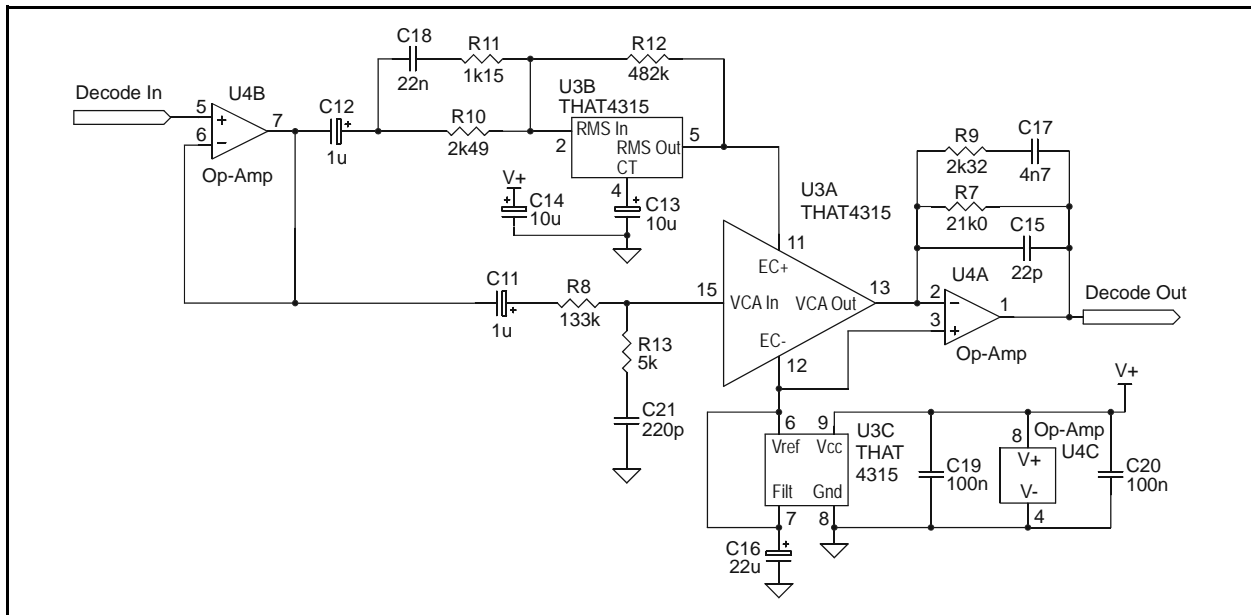 C18
22n
R11
1k15
R12
482k
Decode In
U4B
5
6
7
+
−
Op-Amp
C12
+
1u
R10
2k49
U3B
THAT4315
RMS In
RMS Out
CT
2
5
4
V+
+
C14
10u
+
C13
10u
U3A
THAT4315
11
EC+
VCA In
VCA Out
EC-
15
13
12
R9
2k32
C17
4n7
R7
21k0
C15
22p
U4A
2
3
−
+
1
Op-Amp
Decode Out
C11
+
1u
R8
133k
R13
5k
C21
220p
6
9
Vref
Vcc
Filt
Gnd
7
8
U3C
THAT
4315
C16
+
22u
C19
100n
8
Op-Amp
U4C
V+
V-
4
V+
C20
100n